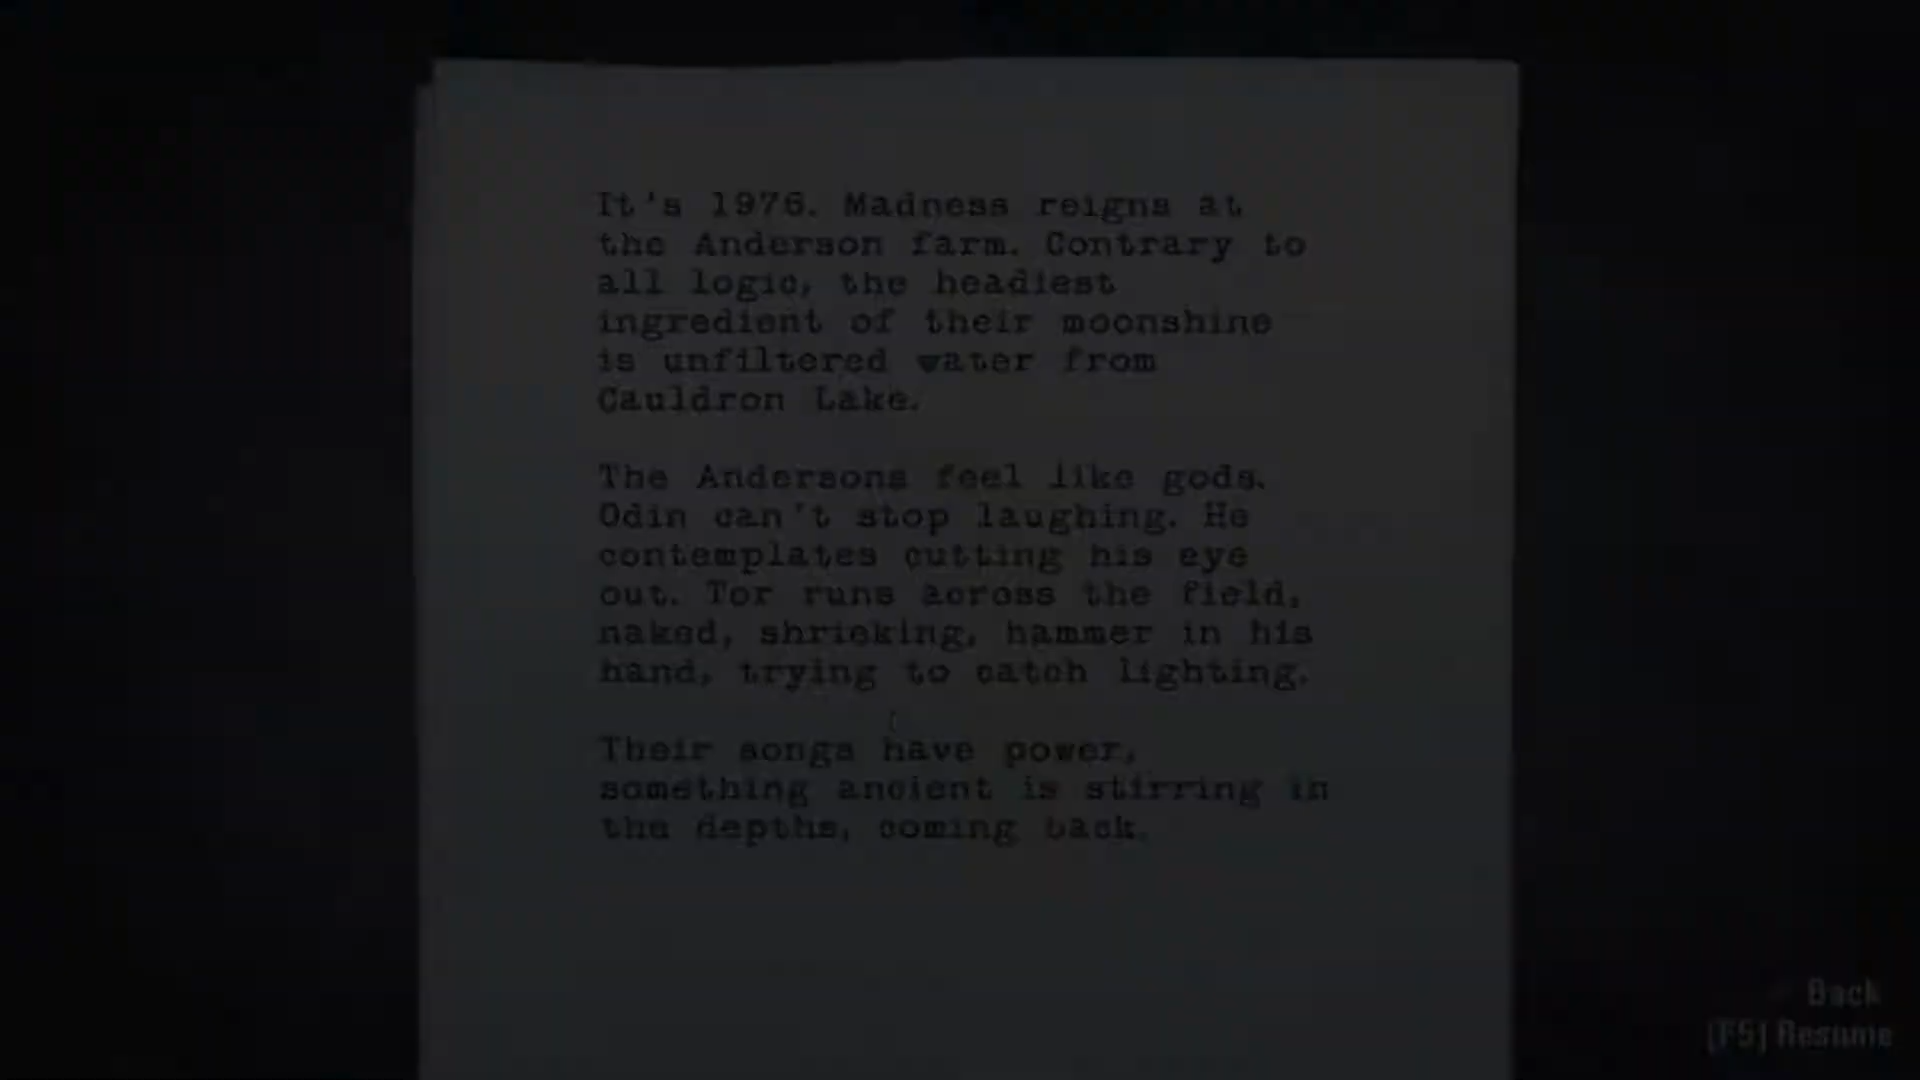 It's 1976. Madness reigns at
the Anderson farm. Contrary to
all logic, the headiest
ingredient of their moonshine
is unfiltered water from
Cauldron Lake.
The Andersons feel like gods.
Odin can't stop laughing. He
contemplates cutting his eye
out. Tor runs across the field,
naked, shrieking, hammer in his
hand, trying to catch lighting.
Their songs have power,
something ancient is stirring in
the depths, coming back.
Back
[F5] Resume